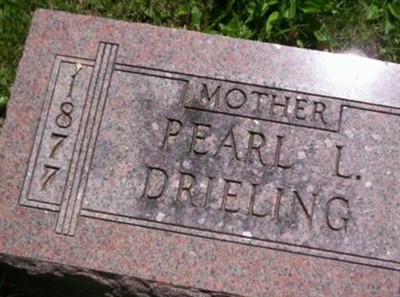 1877
MOTHER
PEARL L.
DRIELING